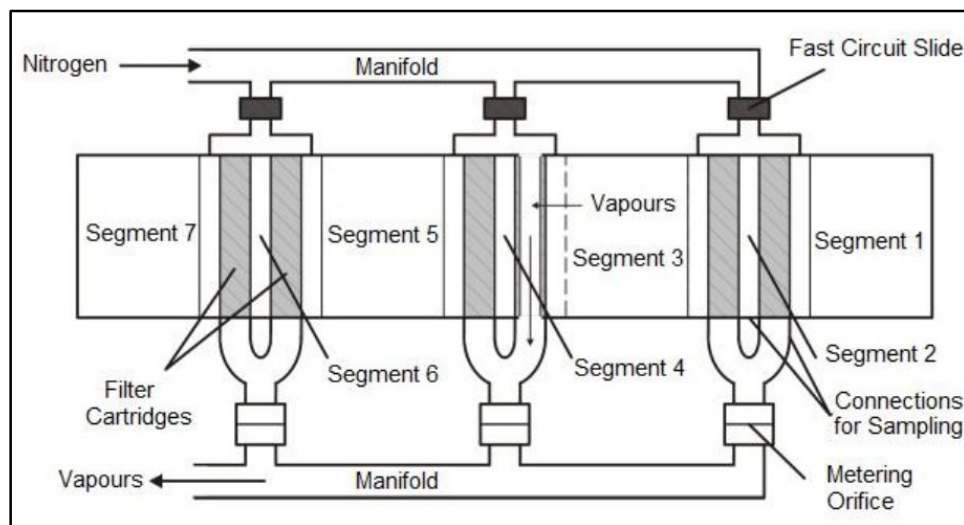 Fast Circuit Slide
Nitrogen
Manifold
Vapours
Segment 7
Segment 5
Segment 3
Segment 1
Segment 6
Segment 4
Segment 2
Filter
Cartridges
Connections
for Sampling
Vapours
Manifold
Metering
Orifice